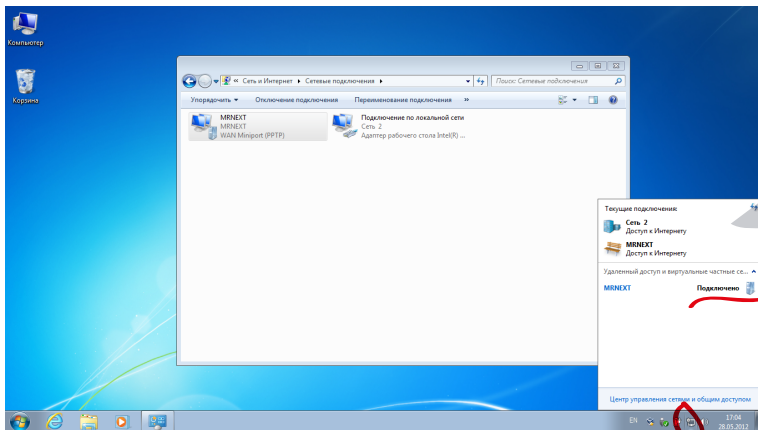 Компьютер
Корзина
« Сеть и Интернет ▸ Сетевые подключения ▸
Поиск: Сетевые подключения
Упорядочить Отключение подключения Переименование подключения »
MRNEXT
MRNEXT
WAN Miniport (PPTP)
Подключение по локальной сети
Сеть 2
Адаптер рабочего стола Intel(R) ...
Текущие подключения:
Сеть 2
Доступ к Интернету
MRNEXT
Доступ к Интернету
Удаленный доступ и виртуальные частные се...
MRNEXT Подключено
Центр управления сетями и общим доступом
EN
17:04
28.05.2012